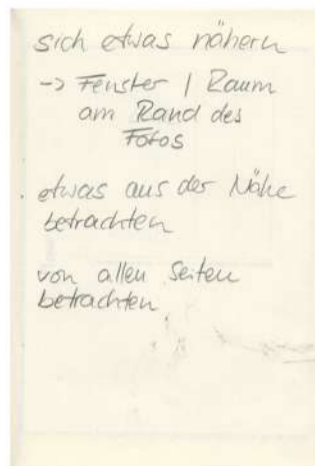 sich etwas nähern
-> Fenster / Raum
am Rand des
Fotos
etwas aus der Nähe
betrachten
von allen Seiten
betrachten